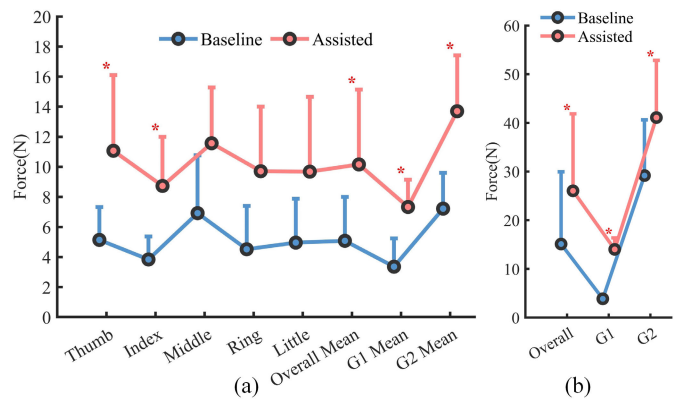 Force(N)
20
18
16
14
12
10
8
6
4
2
0
Baseline
Assisted
*
*
*
*
*
Thumb
Index
Middle
Ring
Little
Overall Mean
G1 Mean
G2 Mean
(a)
Force(N)
60
50
40
30
20
10
0
Baseline
Assisted
*
*
*
Overall
G1
G2
(b)